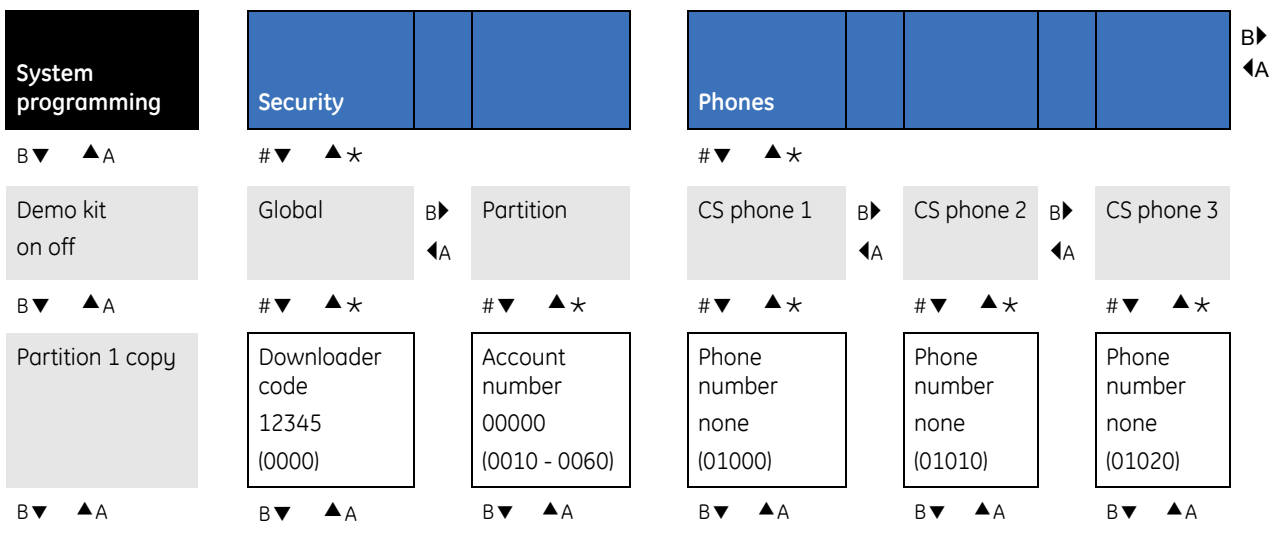 System
programming
Security
Phones
B▶
◀A
B▼ ▲A
#▼ ▲*
#▼ ▲*
Demo kit
on off
Global
B▶
◀A
Partition
CS phone 1
B▶
◀A
CS phone 2
B▶
◀A
CS phone 3
B▼ ▲A
#▼ ▲*
#▼ ▲*
#▼ ▲*
#▼ ▲*
#▼ ▲*
Partition 1 copy
Downloader
code
12345
(0000)
Account
number
00000
(0010 - 0060)
Phone
number
none
(01000)
Phone
number
none
(01010)
Phone
number
none
(01020)
B▼ ▲A
B▼ ▲A
B▼ ▲A
B▼ ▲A
B▼ ▲A
B▼ ▲A